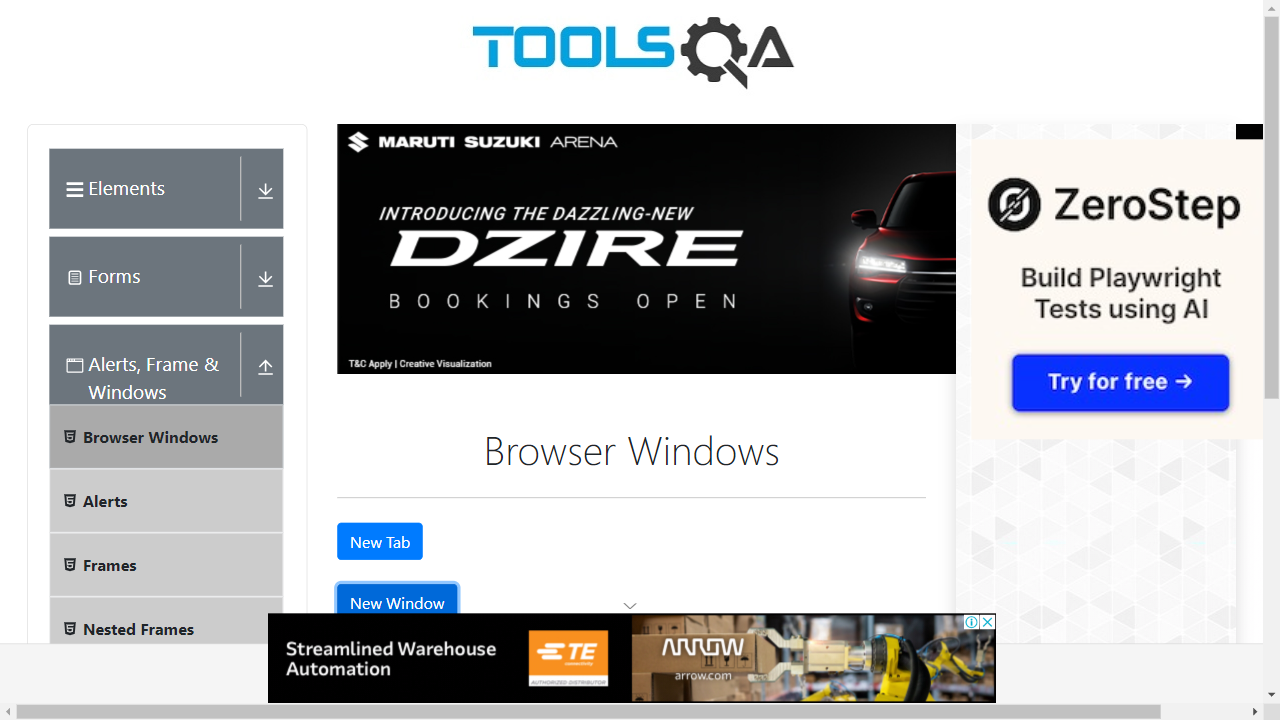 TOOLSQA
Elements
Forms
Alerts, Frame &
Windows
Browser Windows
Alerts
Frames
Nested Frames
MARUTI SUZUKI ARENA
INTRODUCING THE DAZZLING-NEW
DZIRE
BOOKINGS OPEN
T&C Apply | Creative Visualization
Browser Windows
New Tab
New Window
ZeroStep
Build Playwright
Tests using AI
Try for free →
Streamlined Warehouse
Automation
TE
connectivity
AUTHORIZED DISTRIBUTOR
ARROW
arrow.com